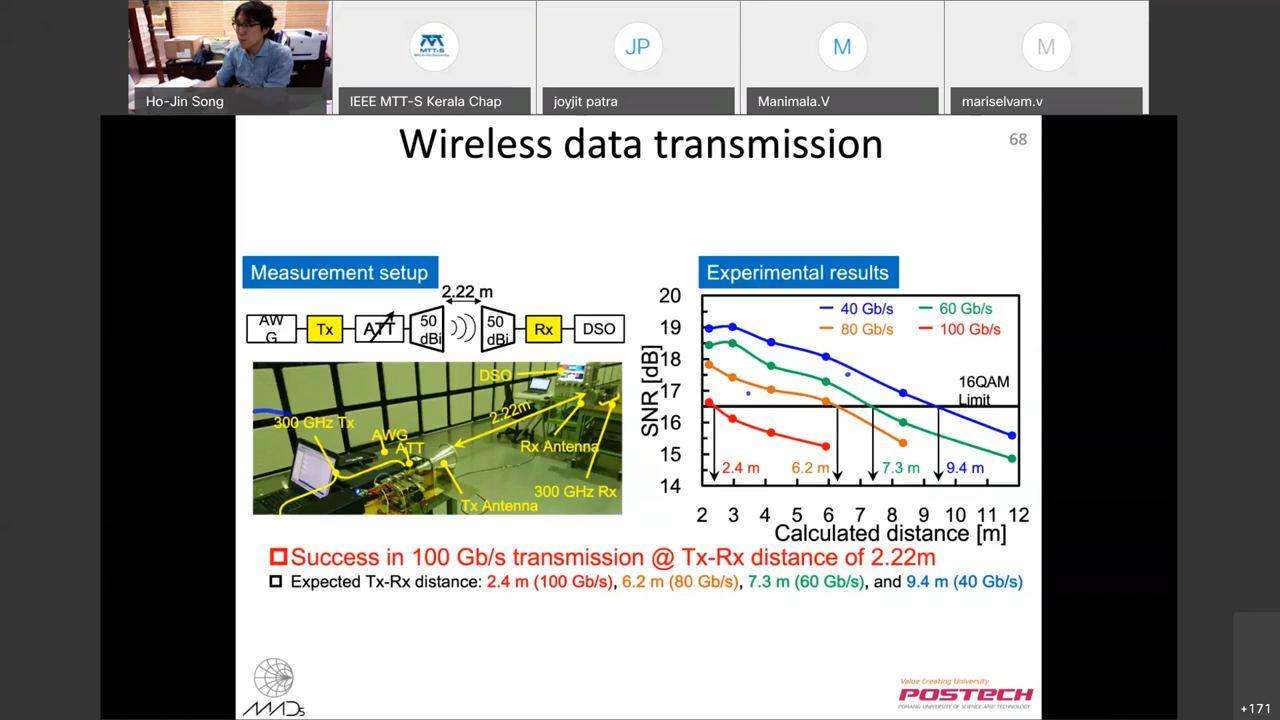 Ho-Jin Song
MTT-S
IEEE MTT-S Kerala Chap
JP
joyjit patra
M
Manimala.V
M
mariselvam.v
Wireless data transmission
68
Measurement setup
2.22 m
AW
G
Tx
ATT
50
dBi
50
dBi
Rx
DSO
DSO
2.22m
300 GHz Tx
AWG
ATT
Rx Antenna
300 GHz Rx
Tx Antenna
Experimental results
SNR [dB]
20
19
18
17
16
15
14
40 Gb/s
60 Gb/s
80 Gb/s
100 Gb/s
16QAM
Limit
2.4 m
6.2 m
7.3 m
9.4 m
2 3 4 5 6 7 8 9 10 11 12
Calculated distance [m]
Success in 100 Gb/s transmission @ Tx-Rx distance of 2.22m
Expected Tx-Rx distance: 2.4 m (100 Gb/s), 6.2 m (80 Gb/s), 7.3 m (60 Gb/s), and 9.4 m (40 Gb/s)
Value Creating University
POSTECH
POHANG UNIVERSITY OF SCIENCE AND TECHNOLOGY
+171